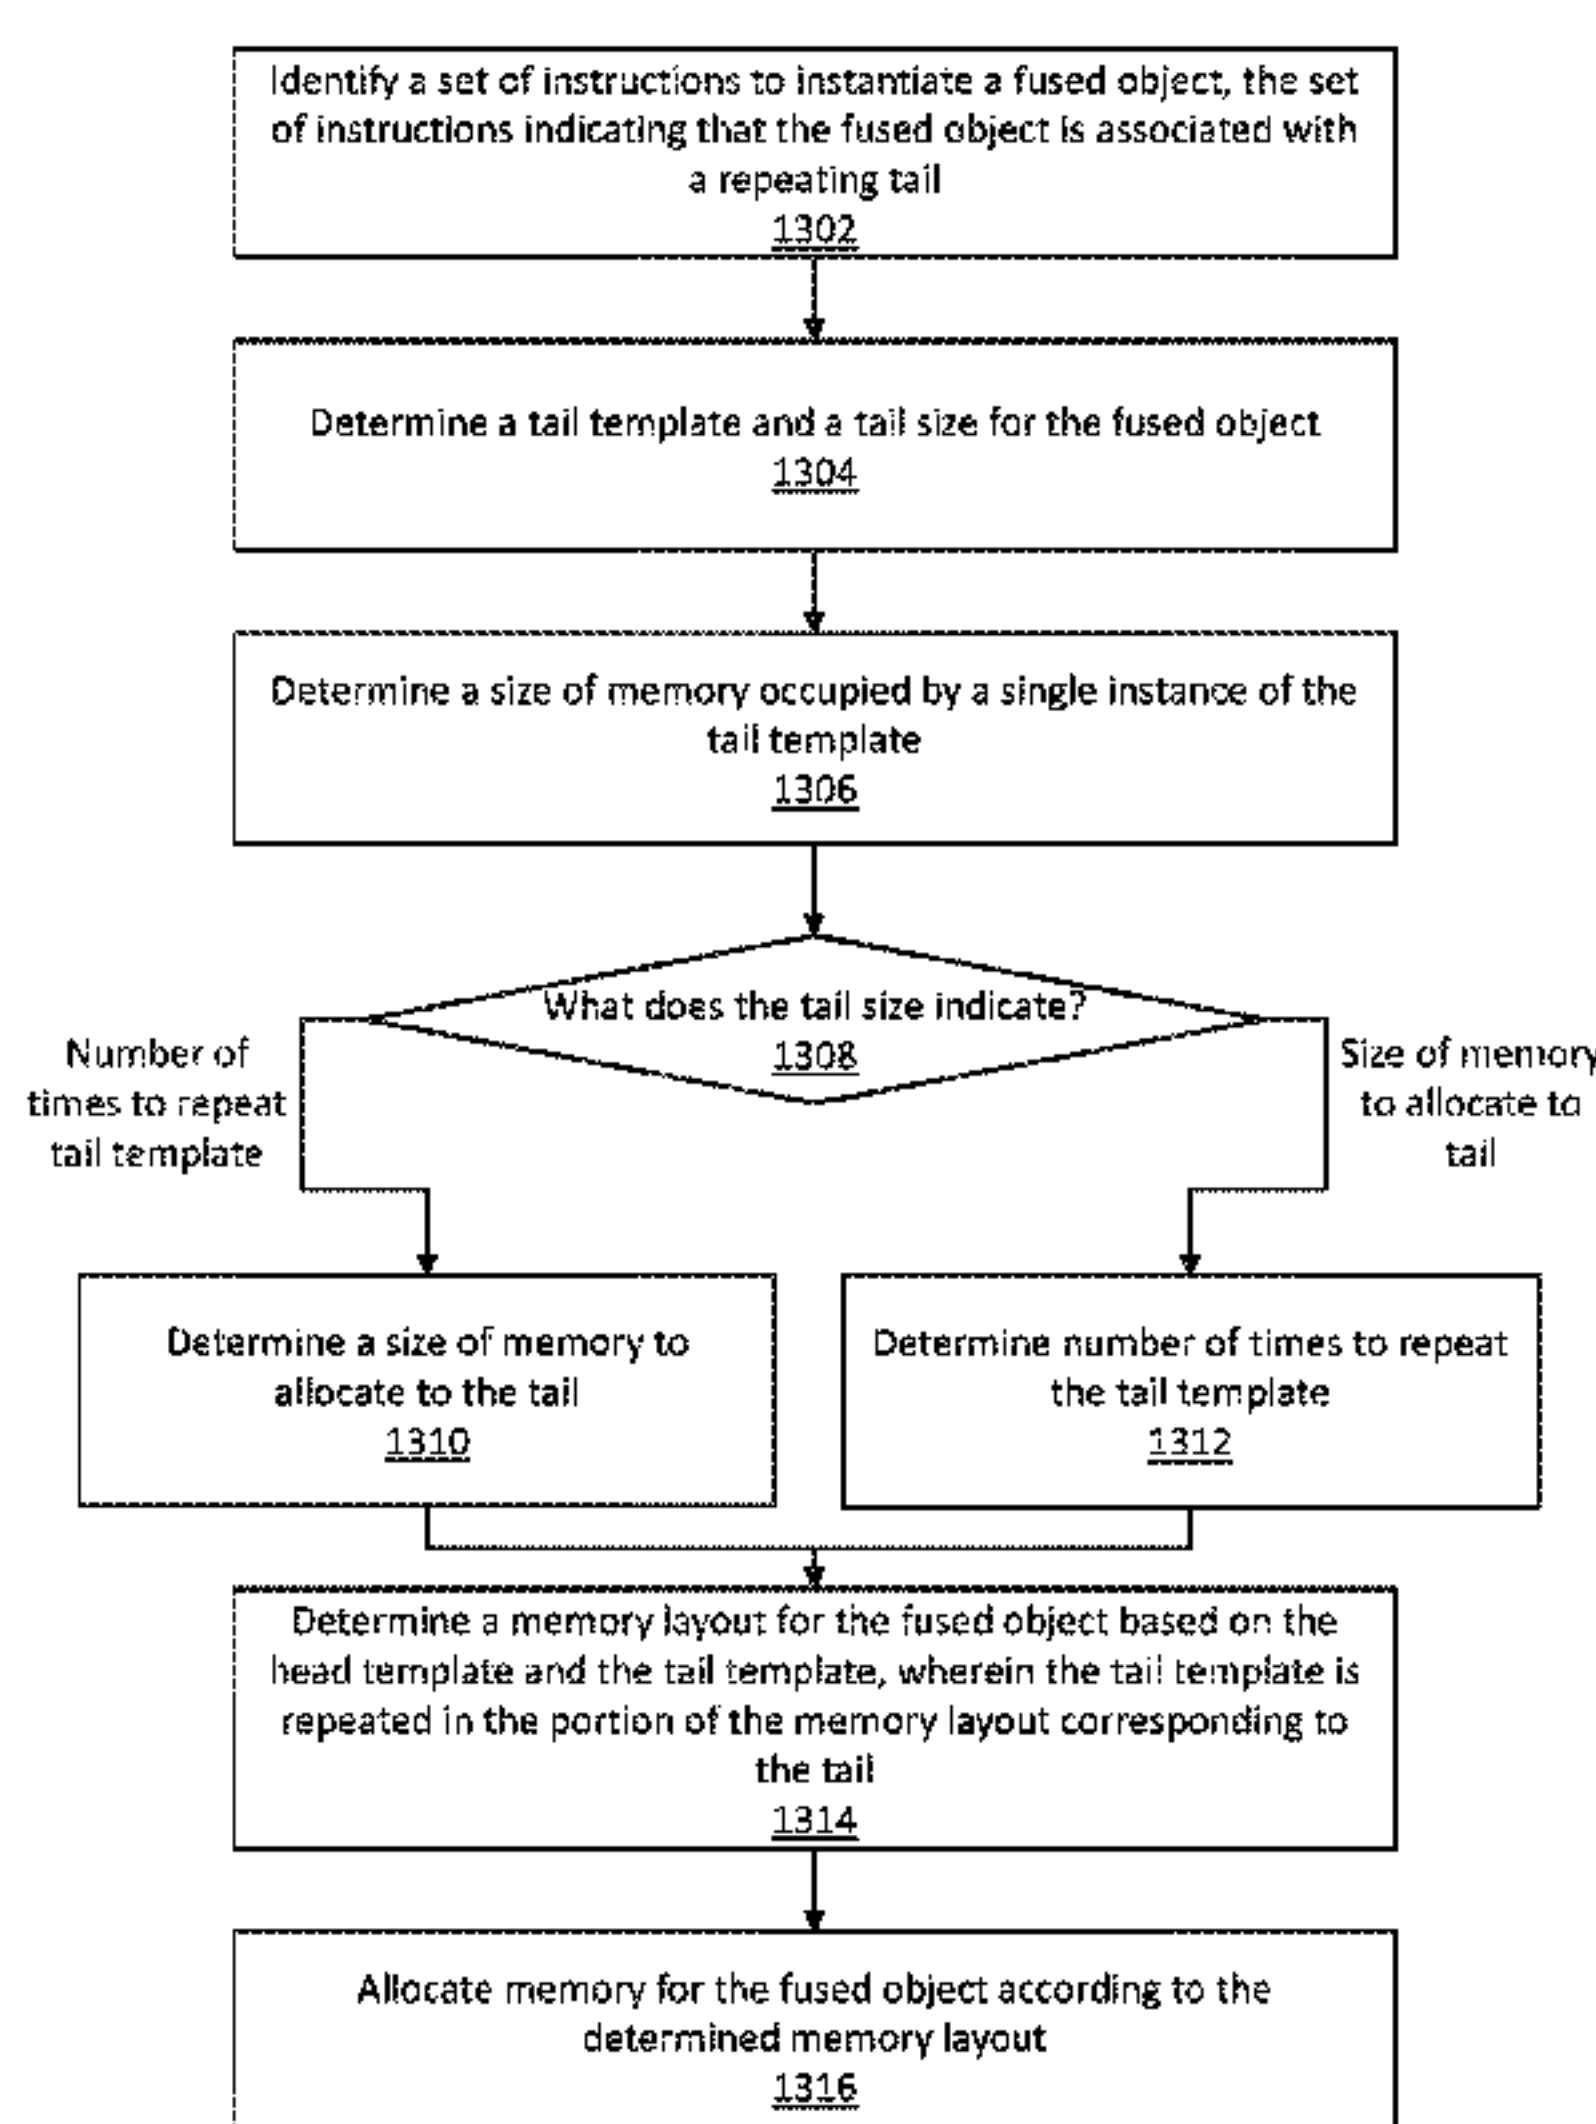 Identify a set of instructions to instantiate a fused object, the set
of instructions indicating that the fused object is associated with
a repeating tail
1302
Determine a tail template and a tail size for the fused object
1304
Determine a size of memory occupied by a single instance of the
tail template
1306
What does the tail size indicate?
1308
Number of
times to repeat
tail template
Size of memory
to allocate to
tail
Determine a size of memory to
allocate to the tail
1310
Determine number of times to repeat
the tail template
1312
Determine a memory layout for the fused object based on the
head template and the tail template, wherein the tail template is
repeated in the portion of the memory layout corresponding to
the tail
1314
Allocate memory for the fused object according to the
determined memory layout
1316